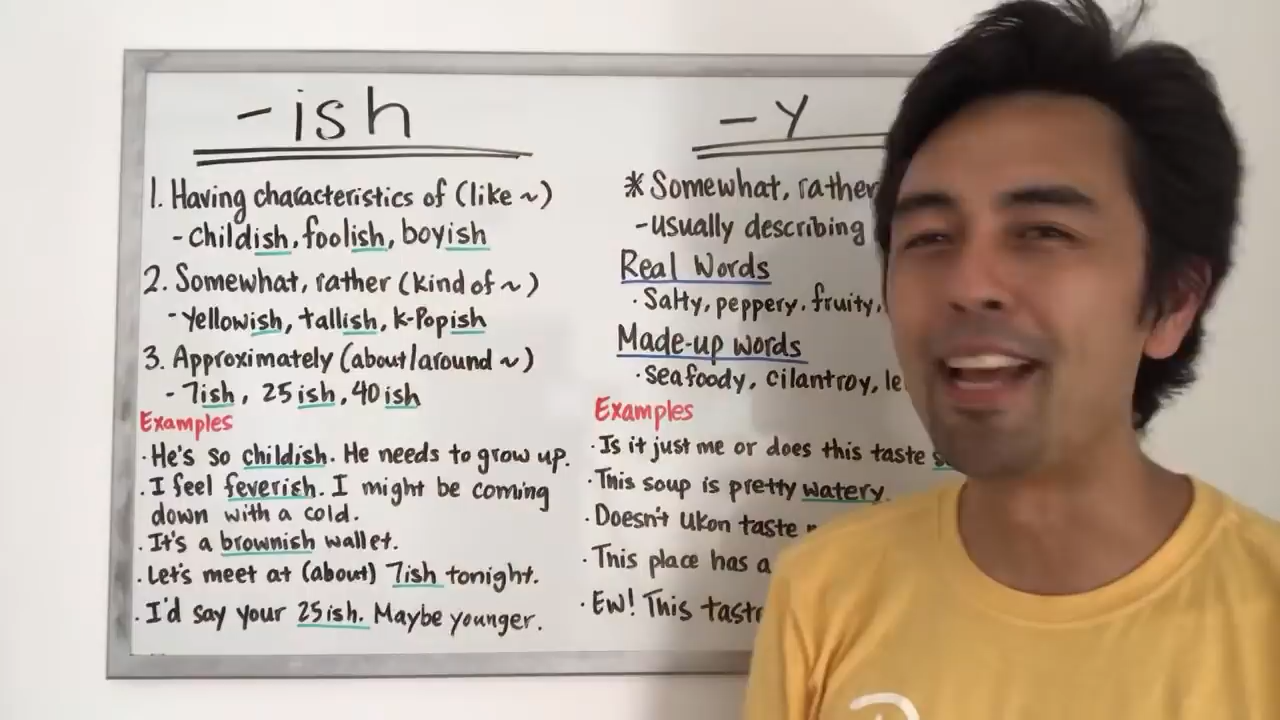 -ish
1. Having characteristics of (like ~)
- childish, foolish, boyish
2. Somewhat, rather (kind of ~)
- yellowish, tallish, K-Popish
3. Approximately (about/around ~)
- 7ish, 25ish, 40ish
Examples
· He's so childish. He needs to grow up.
· I feel feverish. I might be coming
down with a cold.
· It's a brownish wallet.
· Let's meet at (about) 7ish tonight.
· I'd say your 25ish. Maybe younger.
-y
* Somewhat, rather
- usually describing
Real Words
· Salty, peppery, fruity,
Made-up words
· Seafoody, cilantroy,
Examples
· Is it just me or does this taste
· This soup is pretty watery.
· Doesn't Ukon taste
· This place has a
· Ew! This